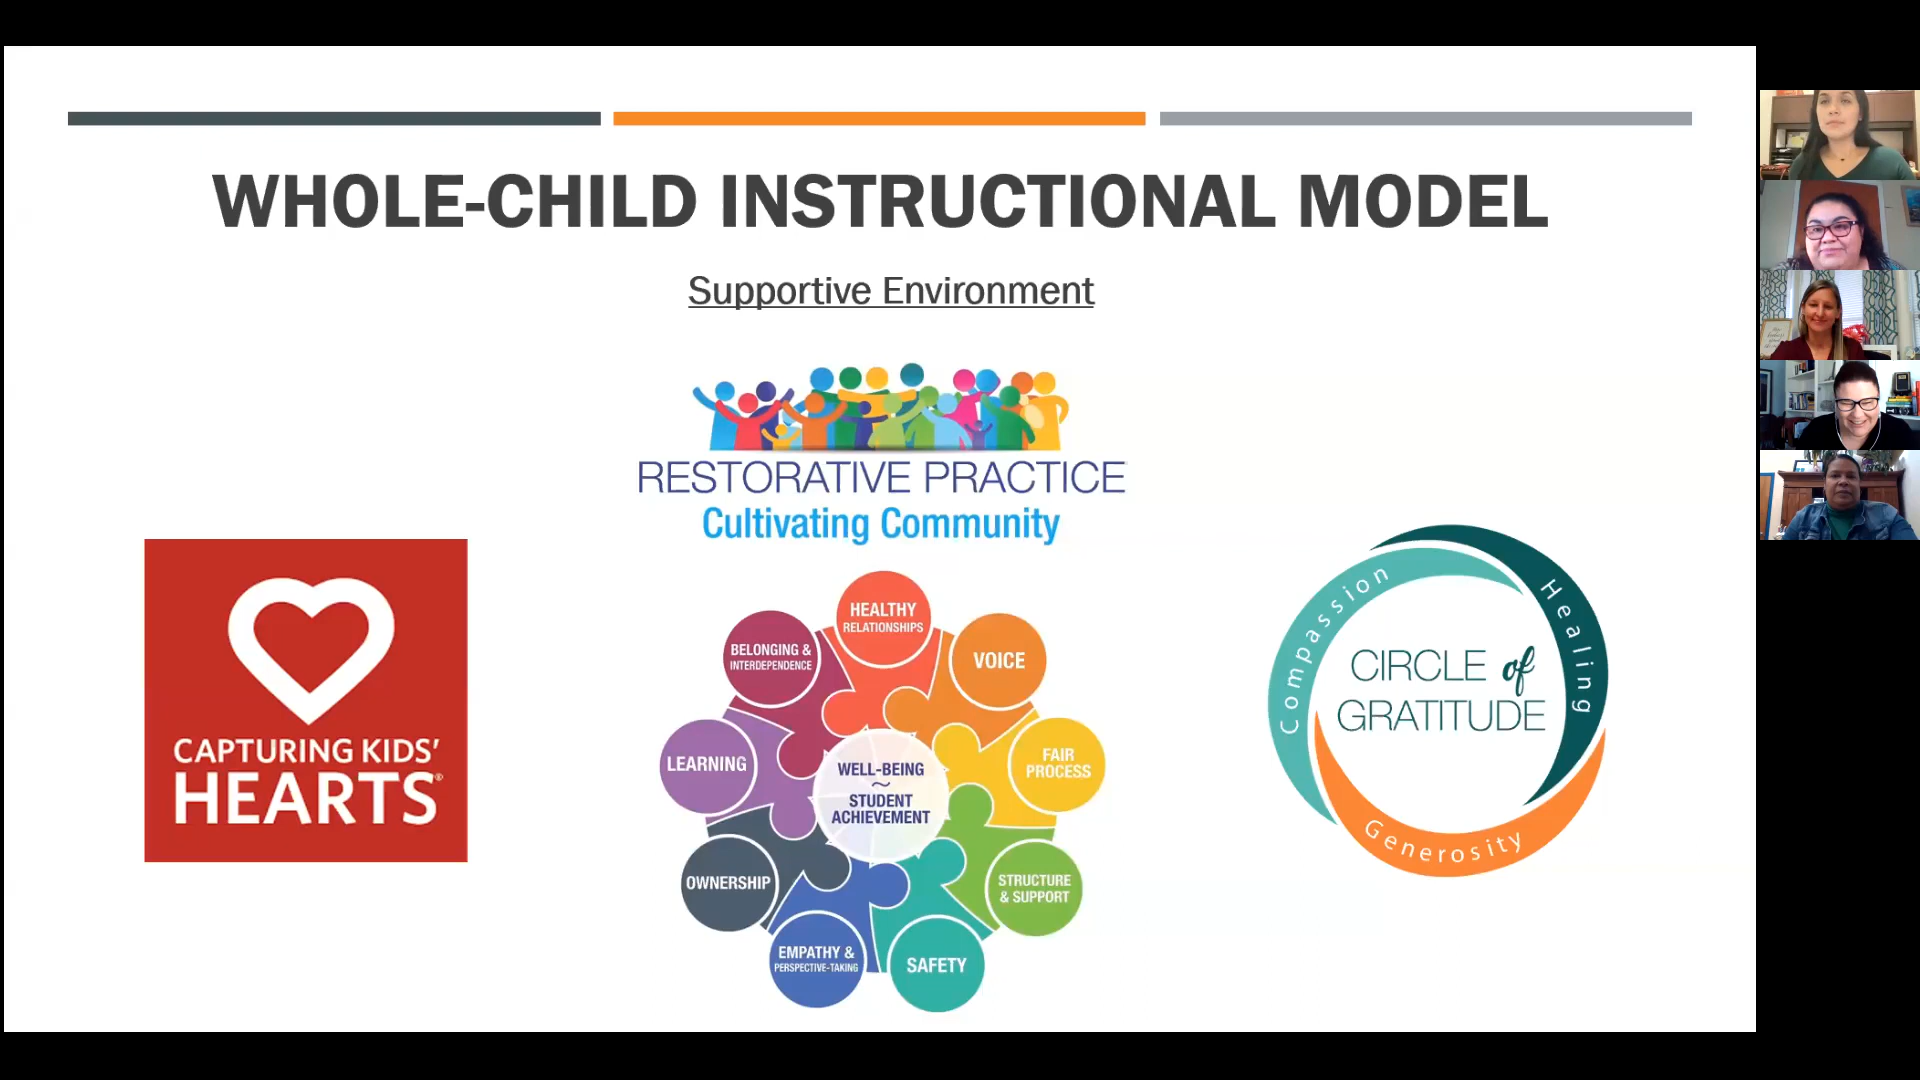 WHOLE-CHILD INSTRUCTIONAL MODEL
Supportive Environment
RESTORATIVE PRACTICE
Cultivating Community
CAPTURING KIDS'
HEARTS®
HEALTHY
RELATIONSHIPS
VOICE
FAIR
PROCESS
STRUCTURE
& SUPPORT
SAFETY
EMPATHY &
PERSPECTIVE-TAKING
OWNERSHIP
LEARNING
BELONGING &
INTERDEPENDENCE
WELL-BEING
~
STUDENT
ACHIEVEMENT
Compassion
Healing
Generosity
CIRCLE of
GRATITUDE